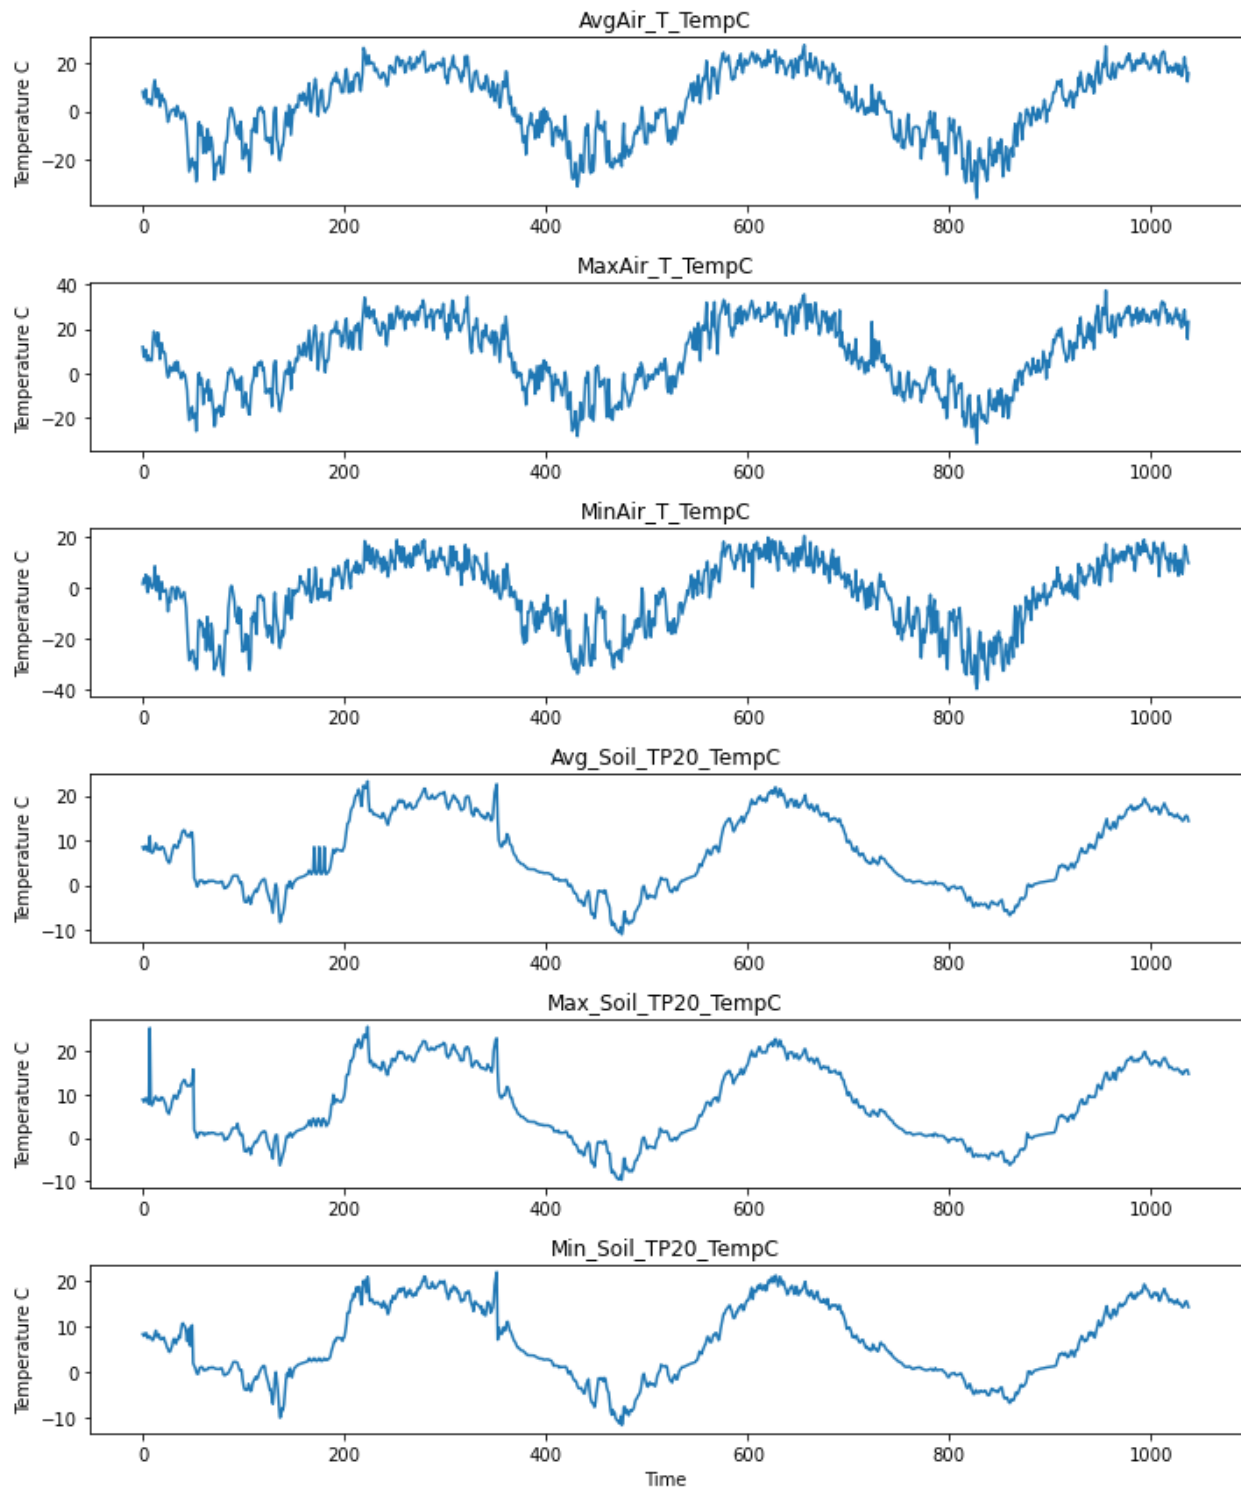 AvgAir_T_TempC
Temperature C
20
0
−20
0 200 400 600 800 1000
MaxAir_T_TempC
Temperature C
40
20
0
−20
0 200 400 600 800 1000
MinAir_T_TempC
Temperature C
20
0
−20
−40
0 200 400 600 800 1000
Avg_Soil_TP20_TempC
Temperature C
20
10
0
−10
0 200 400 600 800 1000
Max_Soil_TP20_TempC
Temperature C
20
10
0
−10
0 200 400 600 800 1000
Min_Soil_TP20_TempC
Temperature C
20
10
0
−10
0 200 400 600 800 1000
Time